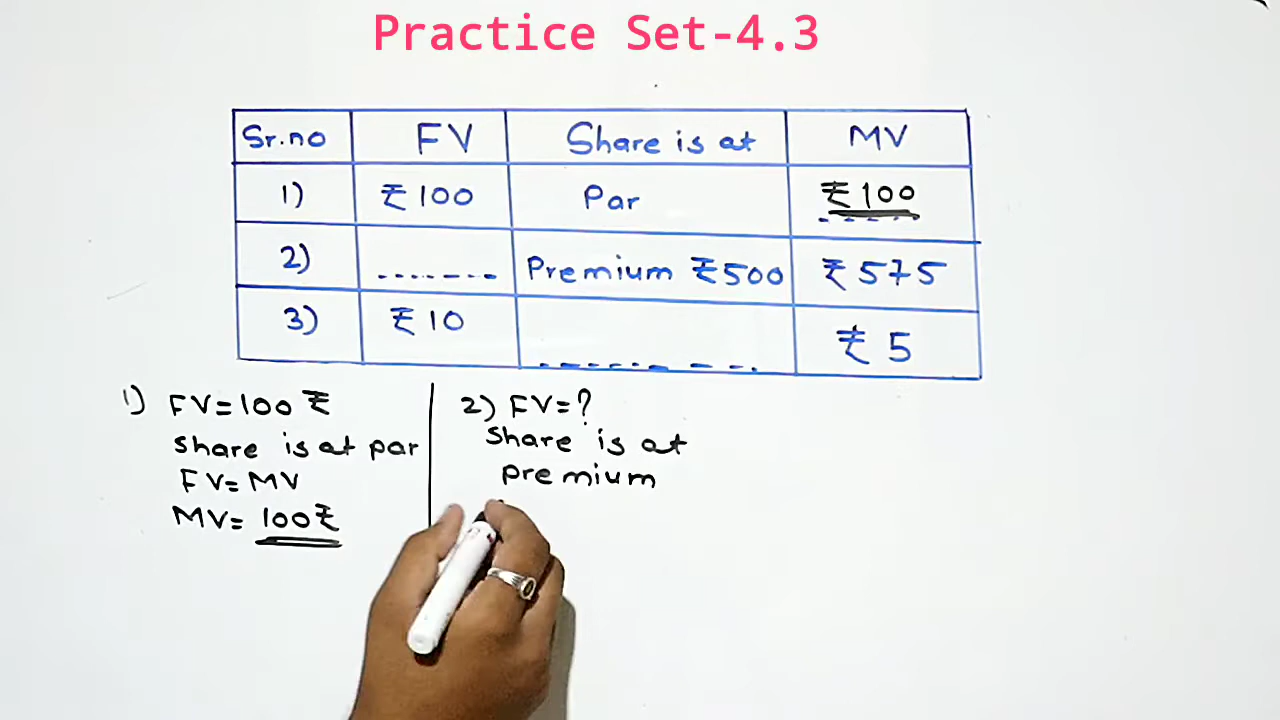 Practice Set-4.3
Sr.no FV Share is at MV
1) ₹100 Par ₹100
2) ....... Premium ₹500 ₹575
3) ₹10 ....... ₹5
1) FV=100 ₹
Share is at par
FV=MV
MV= 100₹
2) FV=?
Share is at
premium